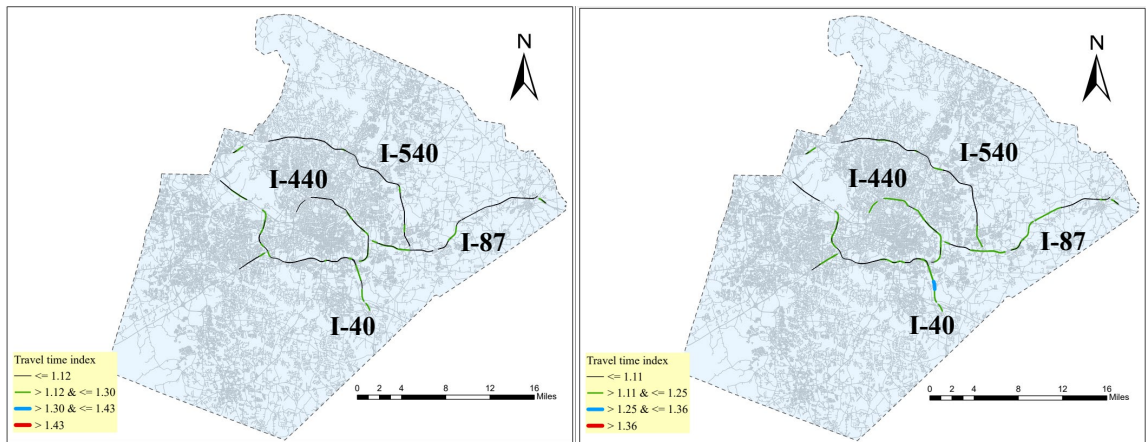 N
I-540
I-440
I-87
I-40
Travel time index
<= 1.12
> 1.12 & <= 1.30
> 1.30 & <= 1.43
> 1.43
0 2 4 8 12 16
Miles
N
I-540
I-440
I-87
I-40
Travel time index
<= 1.11
> 1.11 & <= 1.25
> 1.25 & <= 1.36
> 1.36
0 2 4 8 12 16
Miles